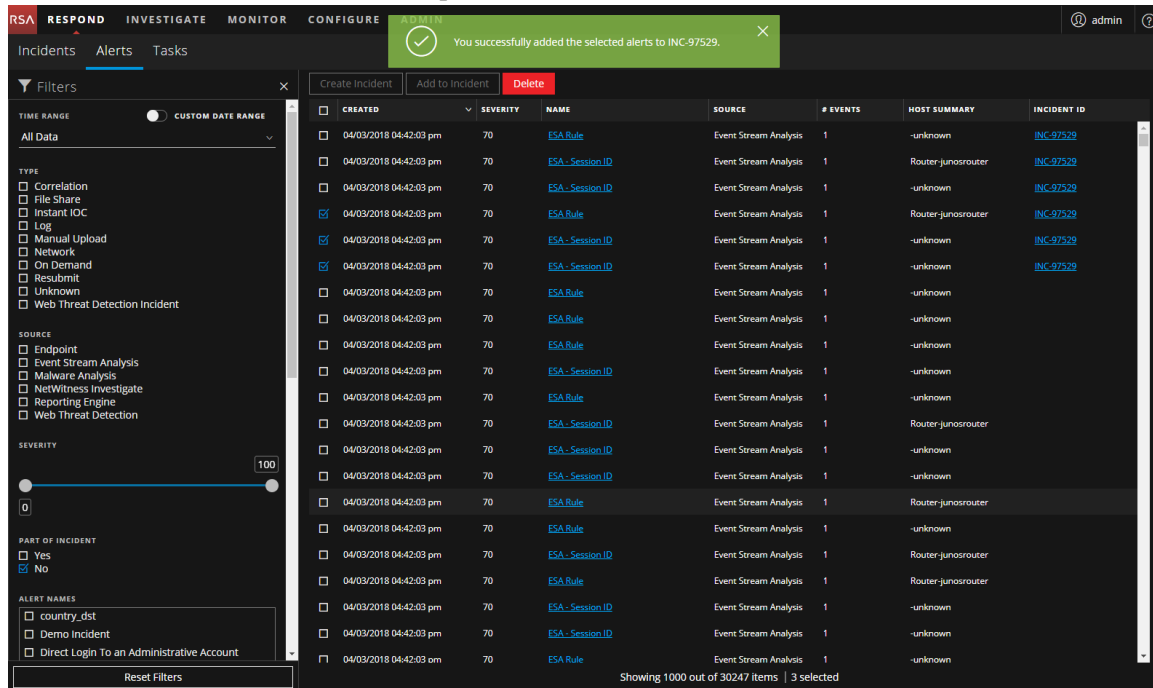 RSA RESPOND INVESTIGATE MONITOR CONFIGURE ADMIN admin
You successfully added the selected alerts to INC-97529.
Incidents Alerts Tasks
Filters
Create Incident Add to Incident Delete
TIME RANGE CUSTOM DATE RANGE
All Data
TYPE
Correlation
File Share
Instant IOC
Log
Manual Upload
Network
On Demand
Resubmit
Unknown
Web Threat Detection Incident
SOURCE
Endpoint
Event Stream Analysis
Malware Analysis
NetWitness Investigate
Reporting Engine
Web Threat Detection
SEVERITY
100
0
PART OF INCIDENT
Yes
No
ALERT NAMES
country_dst
Demo Incident
Direct Login To an Administrative Account
Reset Filters
CREATED SEVERITY NAME SOURCE # EVENTS HOST SUMMARY INCIDENT ID
04/03/2018 04:42:03 pm 70 ESA Rule Event Stream Analysis 1 -unknown INC-97529
04/03/2018 04:42:03 pm 70 ESA - Session ID Event Stream Analysis 1 Router-junosrouter INC-97529
04/03/2018 04:42:03 pm 70 ESA - Session ID Event Stream Analysis 1 -unknown INC-97529
04/03/2018 04:42:03 pm 70 ESA Rule Event Stream Analysis 1 Router-junosrouter INC-97529
04/03/2018 04:42:03 pm 70 ESA - Session ID Event Stream Analysis 1 -unknown INC-97529
04/03/2018 04:42:03 pm 70 ESA - Session ID Event Stream Analysis 1 -unknown INC-97529
04/03/2018 04:42:03 pm 70 ESA Rule Event Stream Analysis 1 -unknown
04/03/2018 04:42:03 pm 70 ESA Rule Event Stream Analysis 1 -unknown
04/03/2018 04:42:03 pm 70 ESA Rule Event Stream Analysis 1 -unknown
04/03/2018 04:42:03 pm 70 ESA - Session ID Event Stream Analysis 1 -unknown
04/03/2018 04:42:03 pm 70 ESA Rule Event Stream Analysis 1 -unknown
04/03/2018 04:42:03 pm 70 ESA - Session ID Event Stream Analysis 1 Router-junosrouter
04/03/2018 04:42:03 pm 70 ESA - Session ID Event Stream Analysis 1 -unknown
04/03/2018 04:42:03 pm 70 ESA - Session ID Event Stream Analysis 1 -unknown
04/03/2018 04:42:03 pm 70 ESA Rule Event Stream Analysis 1 Router-junosrouter
04/03/2018 04:42:03 pm 70 ESA Rule Event Stream Analysis 1 -unknown
04/03/2018 04:42:03 pm 70 ESA - Session ID Event Stream Analysis 1 Router-junosrouter
04/03/2018 04:42:03 pm 70 ESA Rule Event Stream Analysis 1 Router-junosrouter
04/03/2018 04:42:03 pm 70 ESA - Session ID Event Stream Analysis 1 -unknown
04/03/2018 04:42:03 pm 70 ESA - Session ID Event Stream Analysis 1 -unknown
04/03/2018 04:42:03 pm 70 ESA Rule Event Stream Analysis 1 -unknown
Showing 1000 out of 30247 items | 3 selected